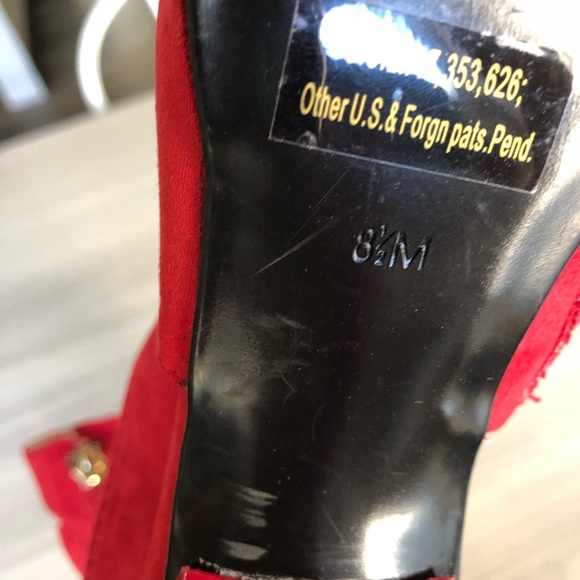 353,626;
Other U.S.& Forgn pats.Pend.
8½M